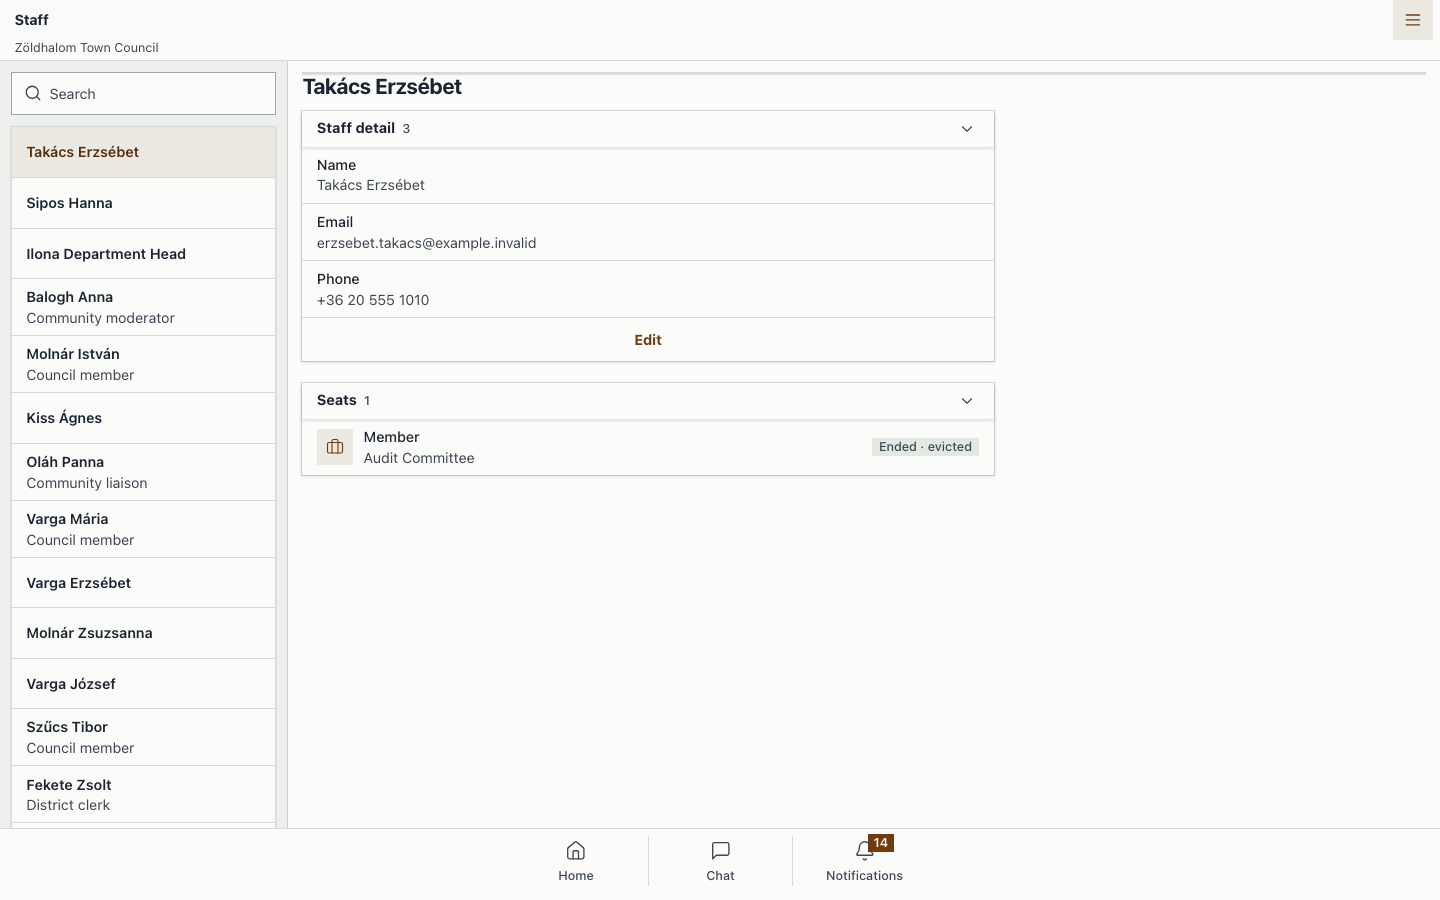 Staff
Zöldhalom Town Council
Search
Takács Erzsébet
Sipos Hanna
Ilona Department Head
Balogh Anna
Community moderator
Molnár István
Council member
Kiss Ágnes
Oláh Panna
Community liaison
Varga Mária
Council member
Varga Erzsébet
Molnár Zsuzsanna
Varga József
Szűcs Tibor
Council member
Fekete Zsolt
District clerk
Takács Erzsébet
Staff detail 3
Name
Takács Erzsébet
Email
erzsebet.takacs@example.invalid
Phone
+36 20 555 1010
Edit
Seats 1
Member
Audit Committee
Ended · evicted
Home
Chat
14
Notifications